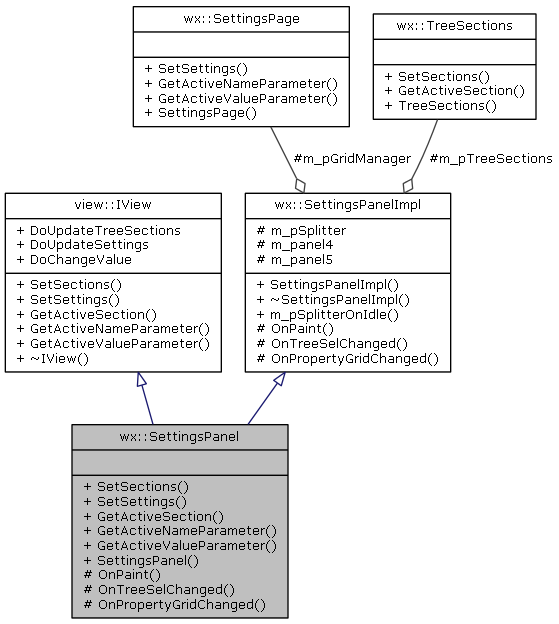 wx::SettingsPage
+ SetSettings()
+ GetActiveNameParameter()
+ GetActiveValueParameter()
+ SettingsPage()
wx::TreeSections
+ SetSections()
+ GetActiveSection()
+ TreeSections()
#m_pGridManager
#m_pTreeSections
view::IView
+ DoUpdateTreeSections
+ DoUpdateSettings
+ DoChangeValue
+ SetSections()
+ SetSettings()
+ GetActiveSection()
+ GetActiveNameParameter()
+ GetActiveValueParameter()
+ ~IView()
wx::SettingsPanelImpl
# m_pSplitter
# m_panel4
# m_panel5
+ SettingsPanelImpl()
+ ~SettingsPanelImpl()
+ m_pSplitterOnIdle()
# OnPaint()
# OnTreeSelChanged()
# OnPropertyGridChanged()
wx::SettingsPanel
+ SetSections()
+ SetSettings()
+ GetActiveSection()
+ GetActiveNameParameter()
+ GetActiveValueParameter()
+ SettingsPanel()
# OnPaint()
# OnTreeSelChanged()
# OnPropertyGridChanged()